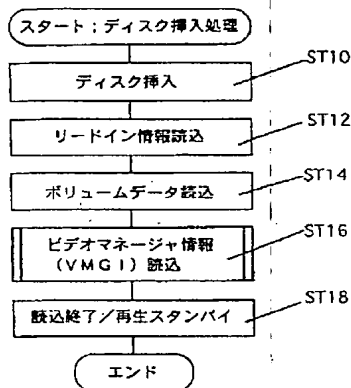 スタート；ディスク挿入処理
ディスク挿入
ST10
リードイン情報読込
ST12
ボリュームデータ読込
ST14
ビデオマネージャ情報
（VMGI）読込
ST16
読込終了/再生スタンバイ
ST18
エンド